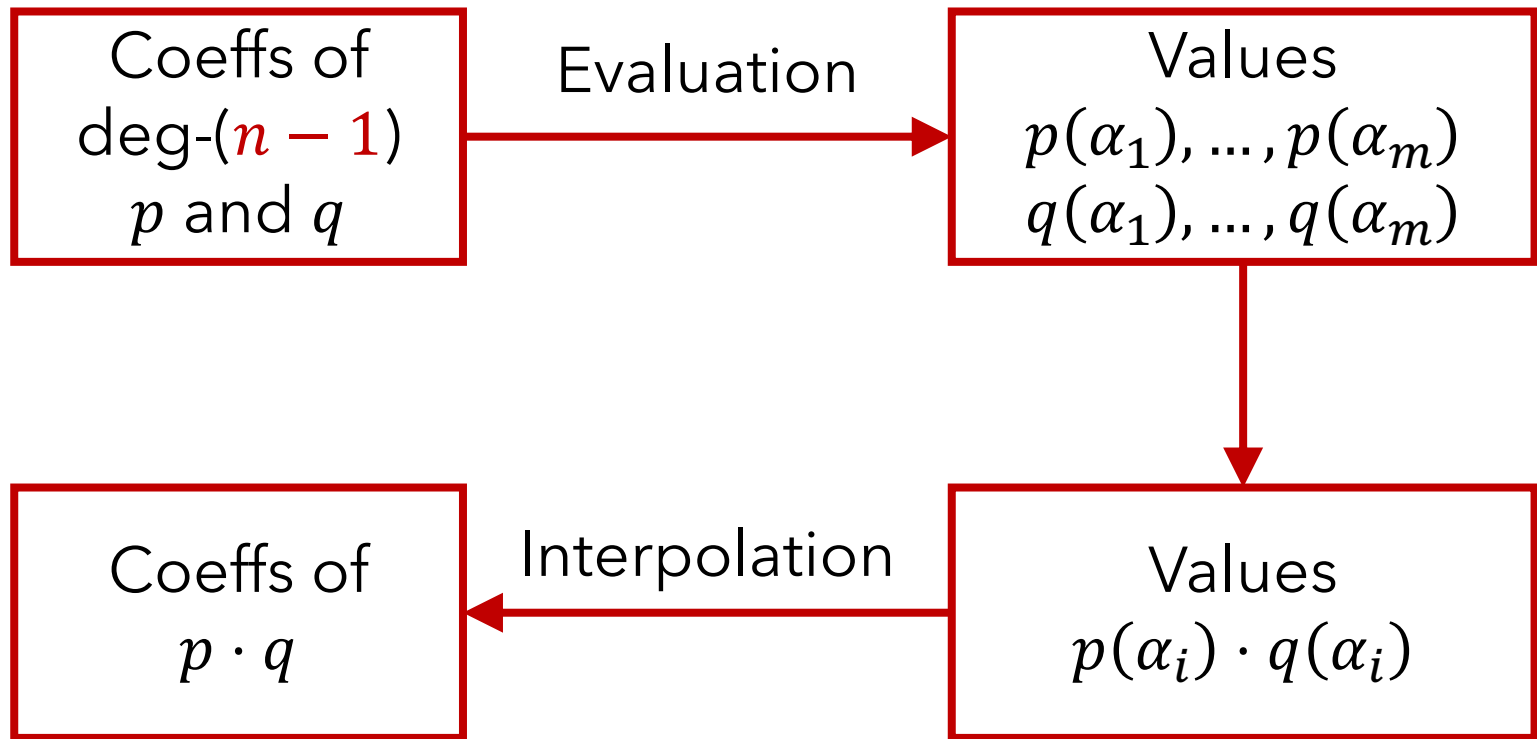 Coeffs of
deg-(n − 1)
p and q
Evaluation
Values
p(α₁), … , p(αₘ)
q(α₁), … , q(αₘ)
Values
p(αᵢ) · q(αᵢ)
Interpolation
Coeffs of
p · q